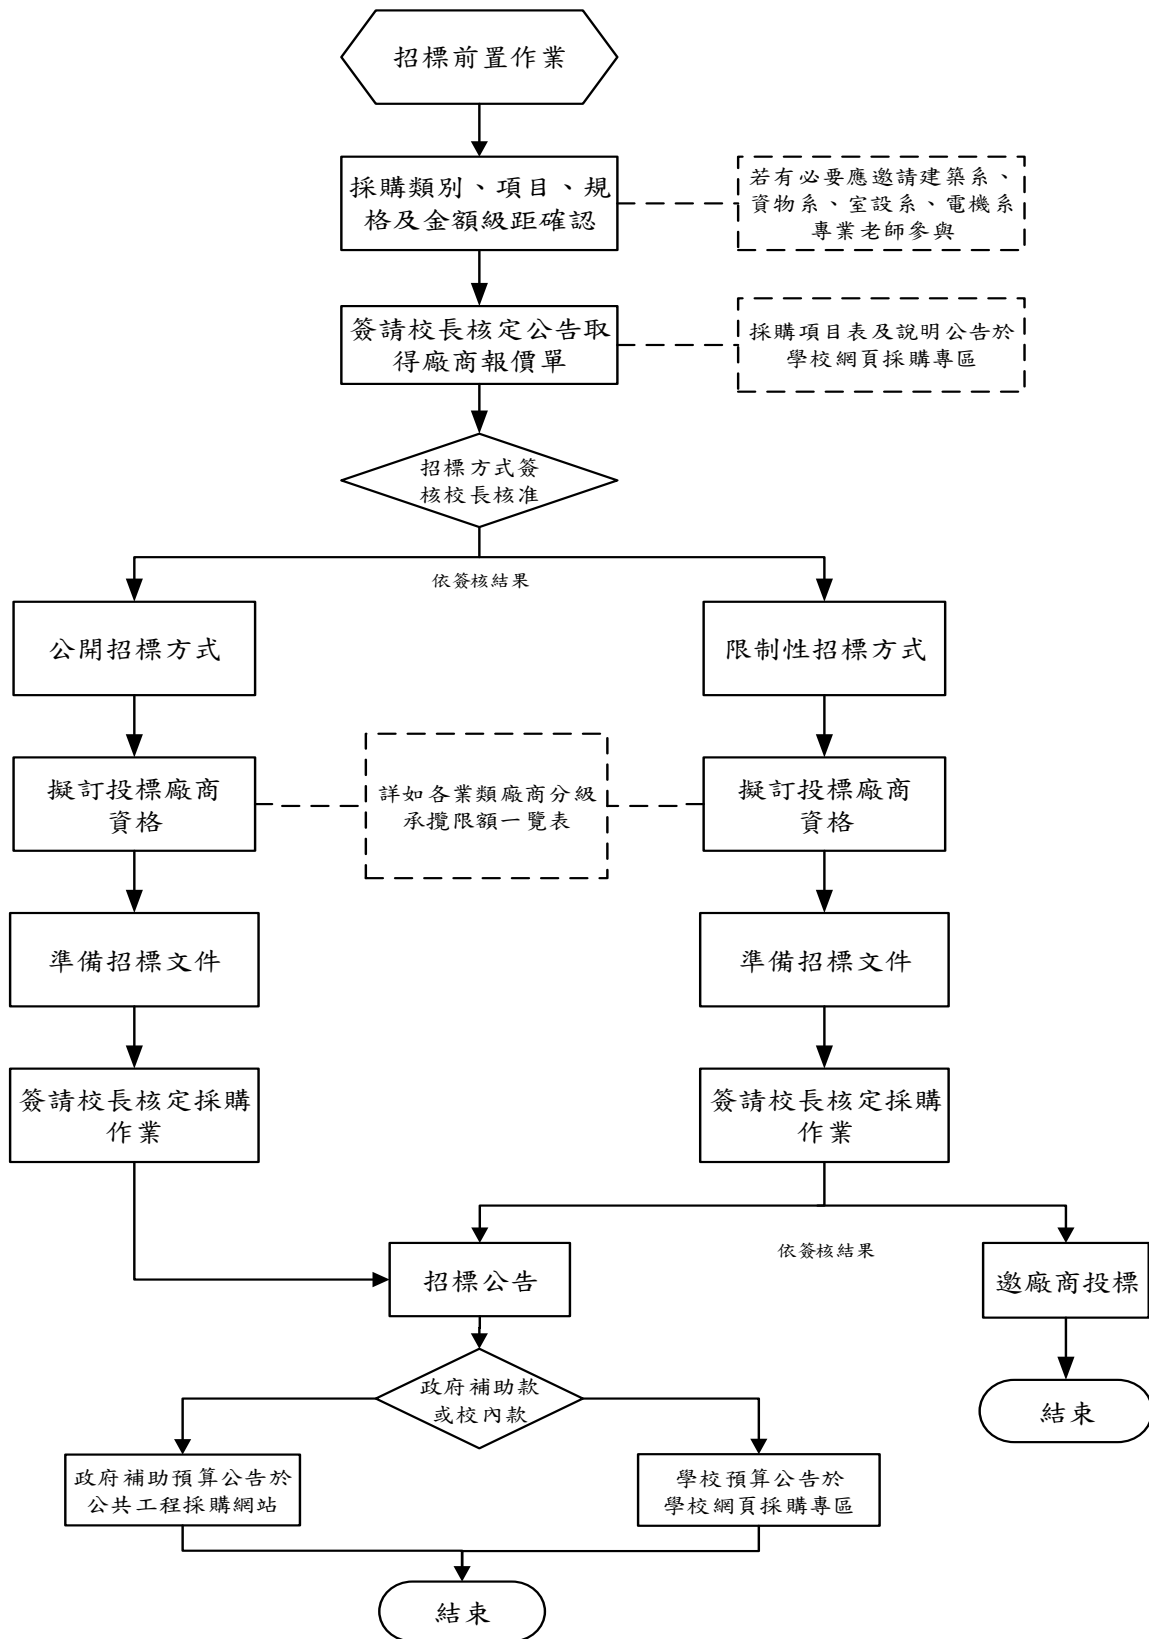 招標前置作業
採購類別、項目、規
格及金額級距確認
若有必要應邀請建築系、
資物系、室設系、電機系
專業老師參與
簽請校長核定公告取
得廠商報價單
採購項目表及說明公告於
學校網頁採購專區
招標方式簽
核校長核准
依簽核結果
公開招標方式
限制性招標方式
擬訂投標廠商
資格
詳如各業類廠商分級
承攬限額一覽表
擬訂投標廠商
資格
準備招標文件
準備招標文件
簽請校長核定採購
作業
簽請校長核定採購
作業
依簽核結果
招標公告
邀廠商投標
政府補助款
或校內款
結束
政府補助預算公告於
公共工程採購網站
學校預算公告於
學校網頁採購專區
結束